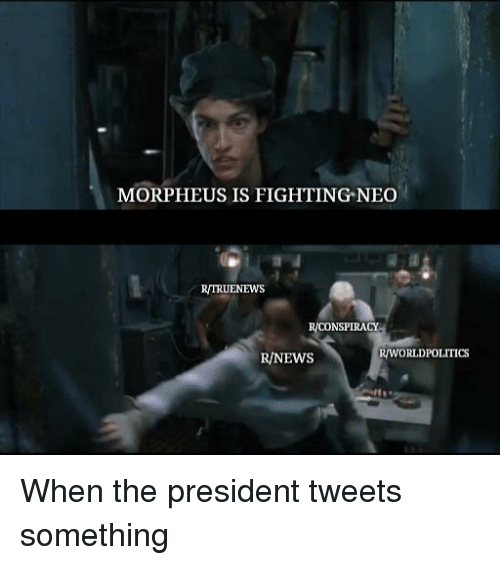 MORPHEUS IS FIGHTING NEO
R/TRUENEWS
R/CONSPIRACY
R/NEWS
R/WORLDPOLITICS
When the president tweets
something